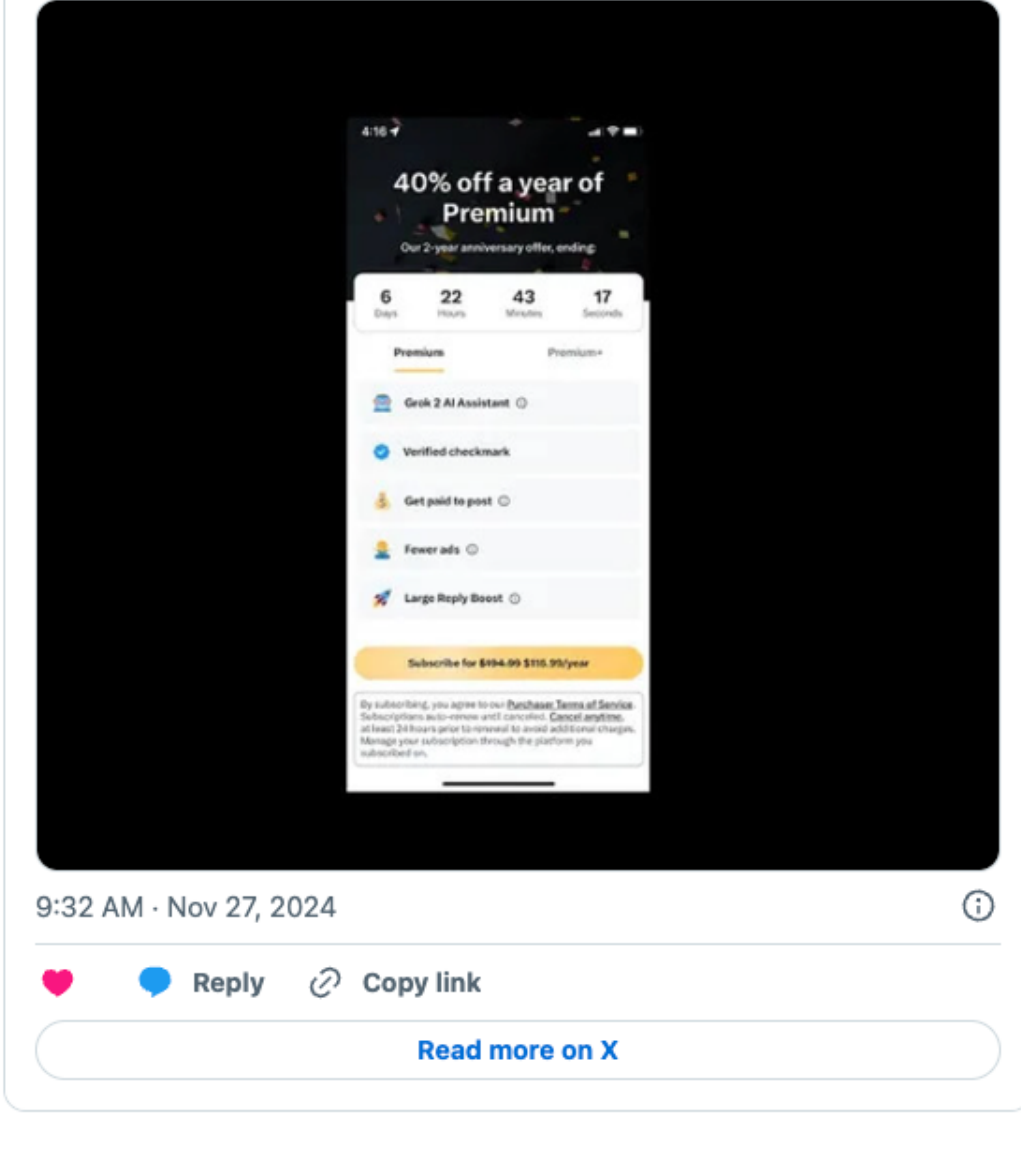 4:16
40% off a year of
Premium
Our 2-year anniversary offer, ending:
6 22 43 17
Days Hours Minutes Seconds
Premium Premium+
Grok 2 AI Assistant
Verified checkmark
Get paid to post
Fewer ads
Large Reply Boost
Subscribe for $194.99 $116.99/year
By subscribing, you agree to our Purchaser Terms of Service.
Subscriptions auto-renew until canceled. Cancel anytime,
at least 24 hours prior to renewal to avoid additional charges.
Manage your subscription through the platform you
subscribed on.
9:32 AM · Nov 27, 2024
Reply Copy link
Read more on X